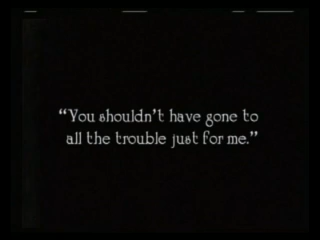 “You shouldn’t have gone to
all the trouble just for me.”